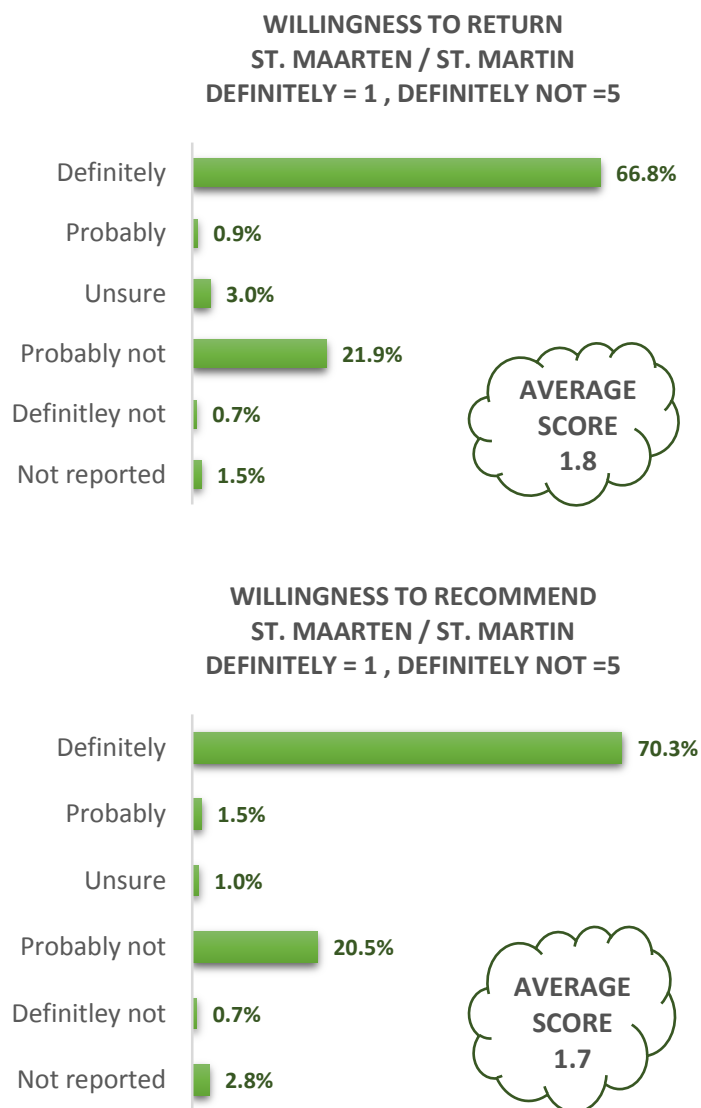 WILLINGNESS TO RETURN
ST. MAARTEN / ST. MARTIN
DEFINITELY = 1 , DEFINITELY NOT =5
Definitely 66.8%
Probably 0.9%
Unsure 3.0%
Probably not 21.9%
Definitley not 0.7%
Not reported 1.5%
AVERAGE
SCORE
1.8
WILLINGNESS TO RECOMMEND
ST. MAARTEN / ST. MARTIN
DEFINITELY = 1 , DEFINITELY NOT =5
Definitely 70.3%
Probably 1.5%
Unsure 1.0%
Probably not 20.5%
Definitley not 0.7%
Not reported 2.8%
AVERAGE
SCORE
1.7